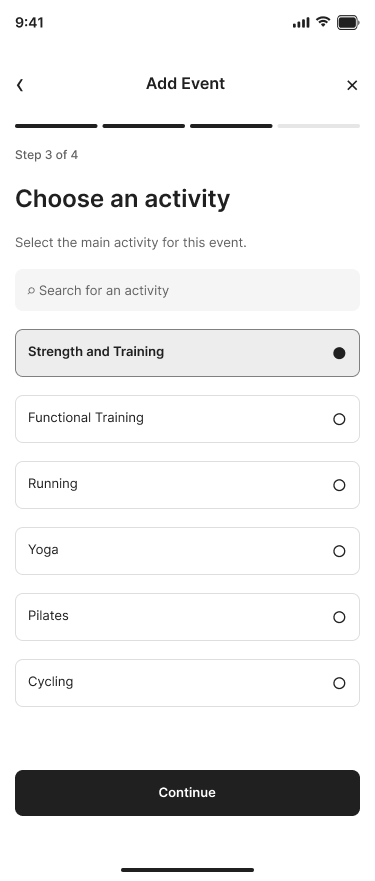 9:41
Add Event
Step 3 of 4
Choose an activity
Select the main activity for this event.
Search for an activity
Strength and Training
Functional Training
Running
Yoga
Pilates
Cycling
Continue